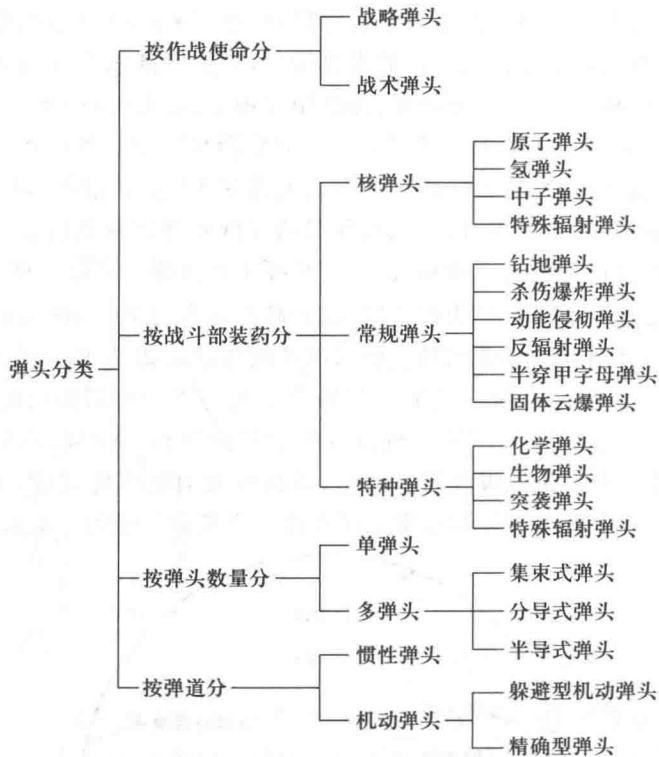 弹头分类
按作战使命分
战略弹头
战术弹头
按战斗部装药分
核弹头
原子弹头
氢弹头
中子弹头
特殊辐射弹头
常规弹头
钻地弹头
杀伤爆炸弹头
动能侵彻弹头
反辐射弹头
半穿甲字母弹头
固体云爆弹头
特种弹头
化学弹头
生物弹头
突袭弹头
特殊辐射弹头
按弹头数量分
单弹头
多弹头
集束式弹头
分导式弹头
半导式弹头
按弹道分
惯性弹头
机动弹头
躲避型机动弹头
精确型弹头